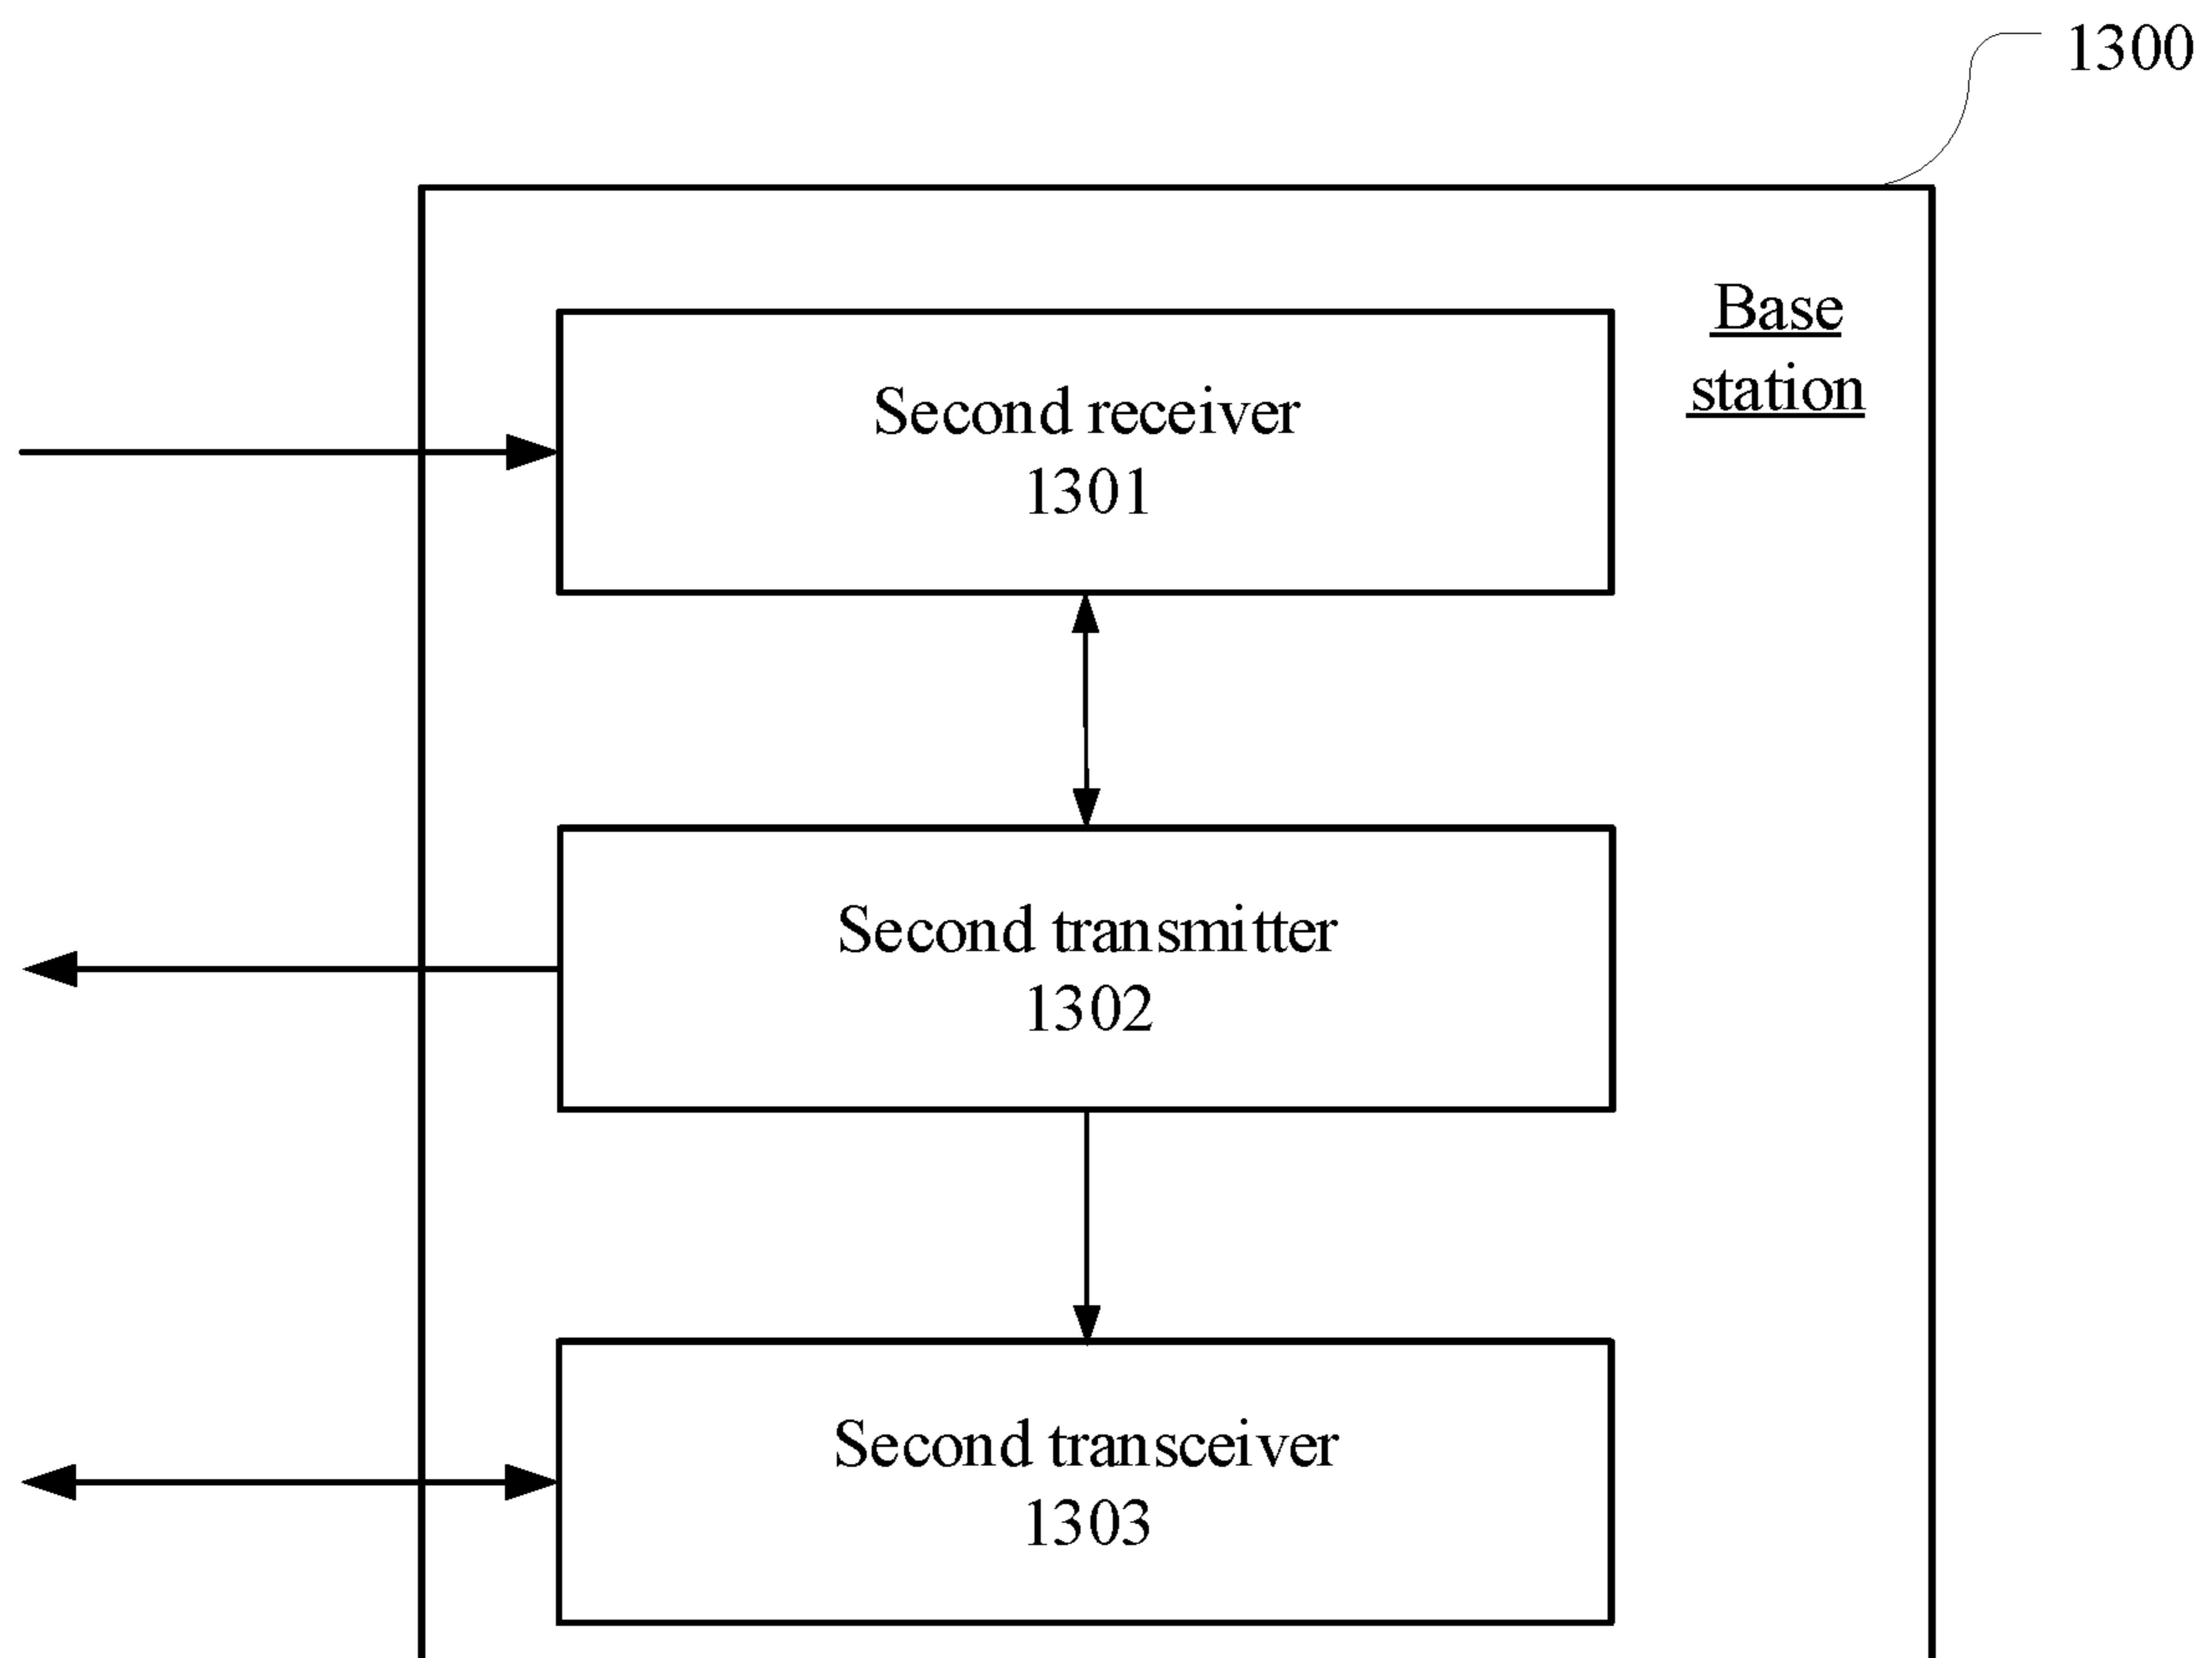 1300
Base
station
Second receiver
1301
Second transmitter
1302
Second transceiver
1303